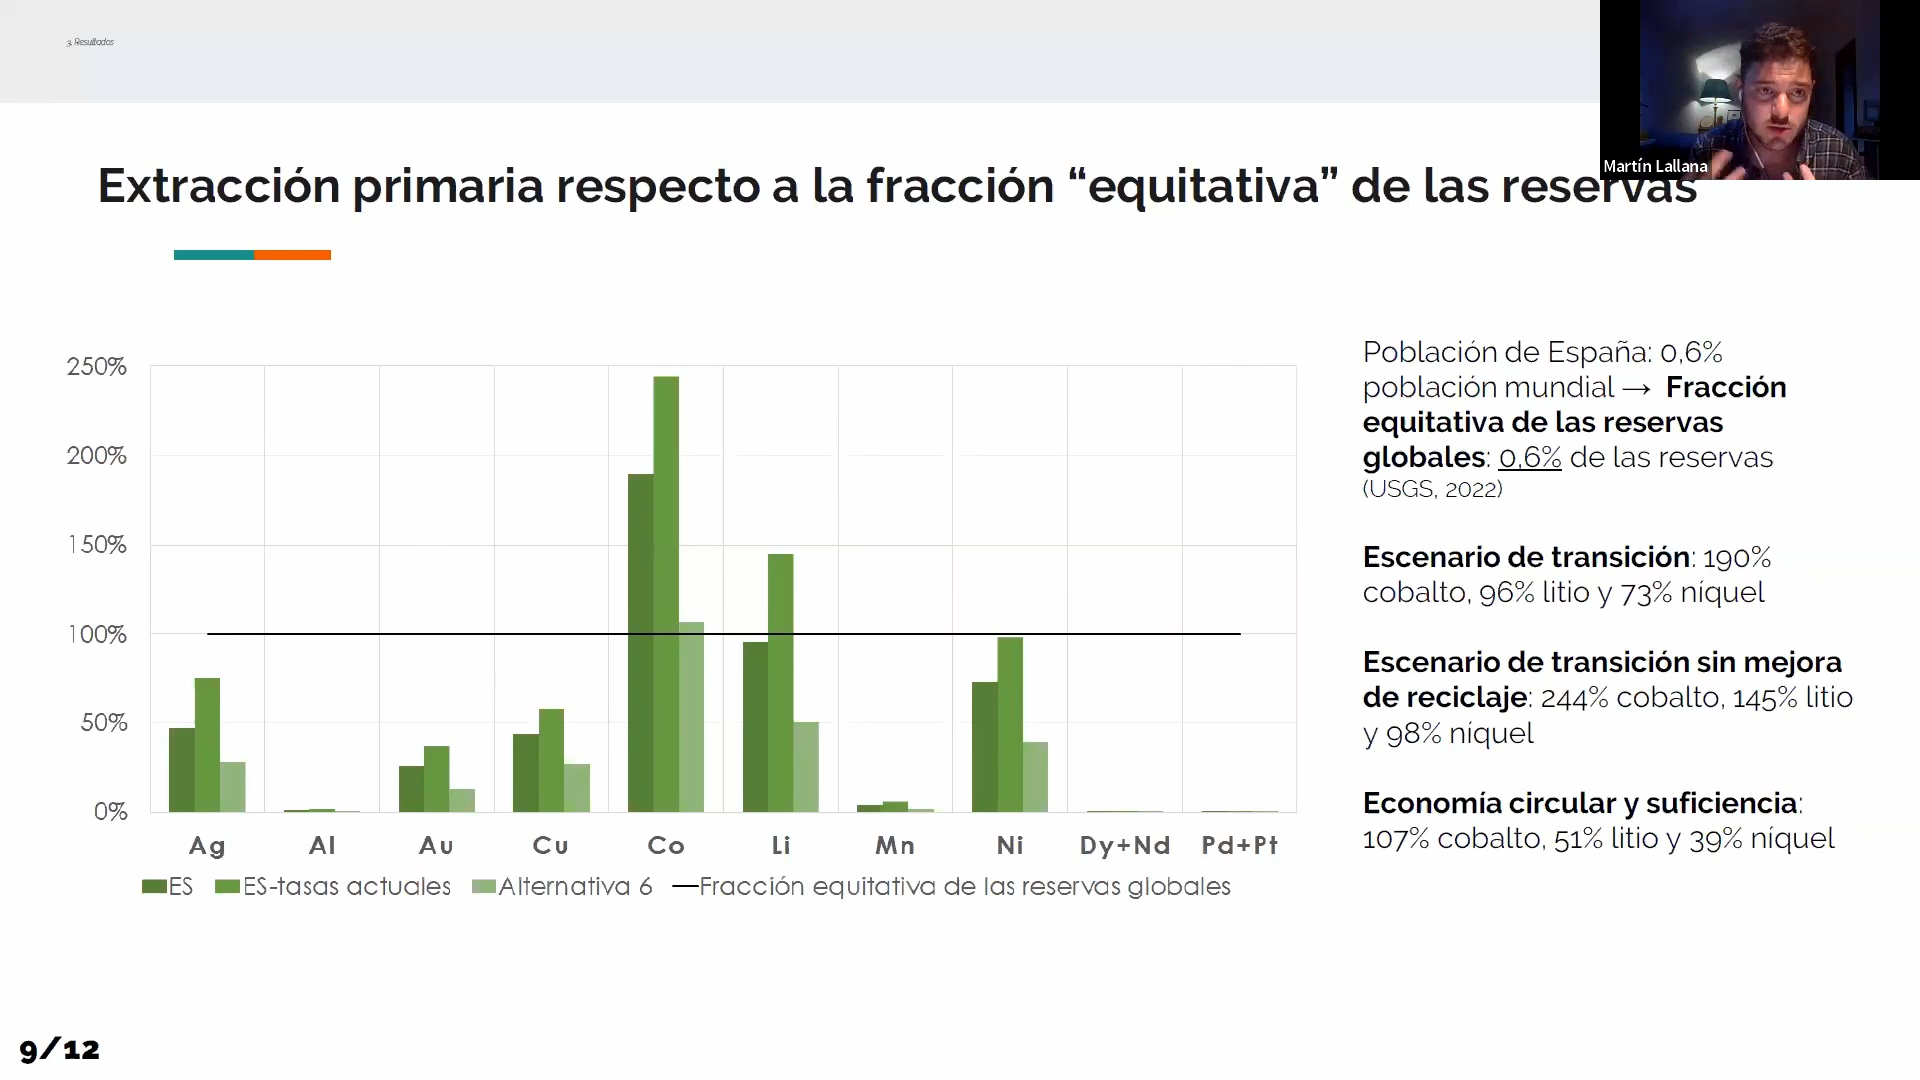 3. Resultados
Martín Lallana
Extracción primaria respecto a la fracción “equitativa” de las reservas
250%
200%
150%
100%
50%
0%
Ag Al Au Cu Co Li Mn Ni Dy+Nd Pd+Pt
ES ES-tasas actuales Alternativa 6 Fracción equitativa de las reservas globales
Población de España: 0,6%
población mundial → Fracción
equitativa de las reservas
globales: 0,6% de las reservas
(USGS, 2022)
Escenario de transición: 190%
cobalto, 96% litio y 73% níquel
Escenario de transición sin mejora
de reciclaje: 244% cobalto, 145% litio
y 98% níquel
Economía circular y suficiencia:
107% cobalto, 51% litio y 39% níquel
9/12